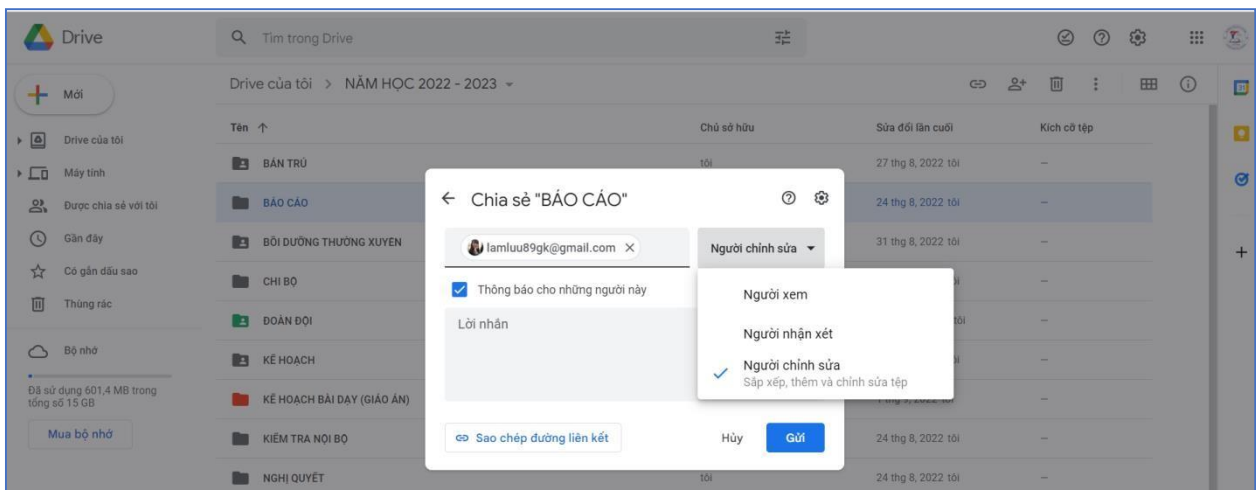 Drive
Tìm trong Drive
Mới
Drive của tôi > NĂM HỌC 2022 - 2023
Tên ↑ Chủ sở hữu Sửa đổi lần cuối Kích cỡ tệp
Drive của tôi
Máy tính
Được chia sẻ với tôi
Gần đây
Có gắn dấu sao
Thùng rác
Bộ nhớ
Đã sử dụng 601,4 MB trong
tổng số 15 GB
Mua bộ nhớ
BÁN TRÚ tôi 27 thg 8, 2022 tôi —
BÁO CÁO 24 thg 8, 2022 tôi —
BỒI DƯỠNG THƯỜNG XUYÊN 31 thg 8, 2022 tôi —
CHI BỘ —
ĐOÀN ĐỘI tôi —
KẾ HOẠCH —
KẾ HOẠCH BÀI DẠY (GIÁO ÁN) —
KIỂM TRA NỘI BỘ 24 thg 8, 2022 tôi —
NGHỊ QUYẾT tôi 24 thg 8, 2022 tôi —
Chia sẻ "BÁO CÁO"
lamluu89gk@gmail.com
Người chỉnh sửa
Thông báo cho những người này
Lời nhắn
Người xem
Người nhận xét
Người chỉnh sửa
Sắp xếp, thêm và chỉnh sửa tệp
Sao chép đường liên kết
Hủy
Gửi